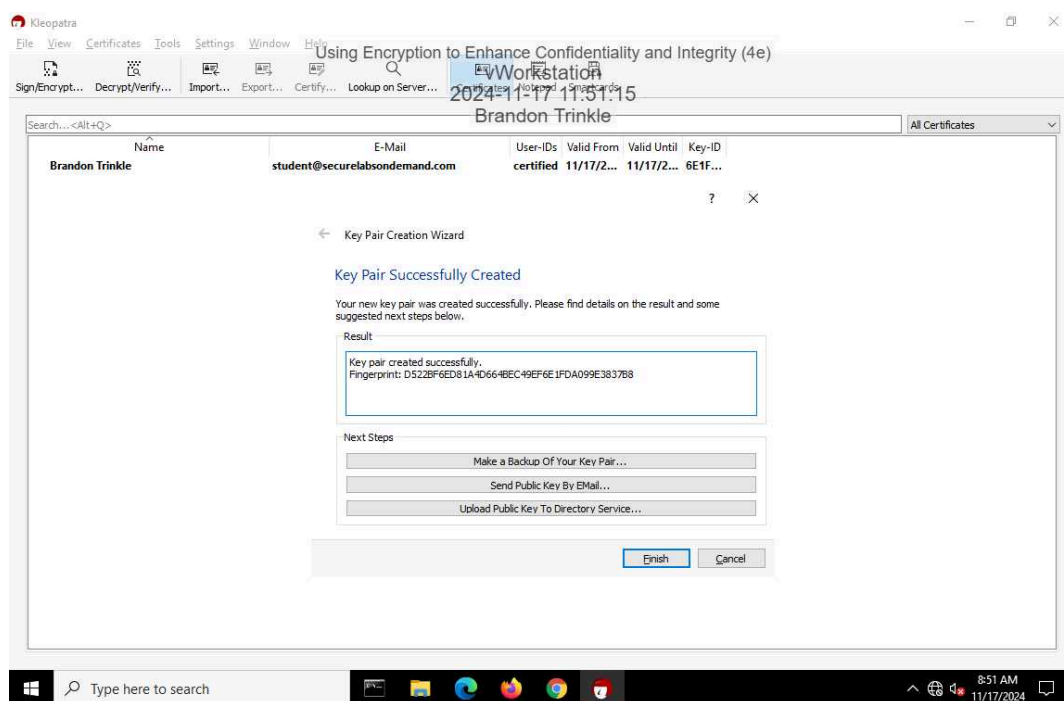 Kleopatra
File View Certificates Tools Settings Window Help
Using Encryption to Enhance Confidentiality and Integrity (4e)
vWorkstation
2024-11-17 11:51:15
Brandon Trinkle
Sign/Encrypt... Decrypt/Verify... Import... Export... Certify... Lookup on Server... Certificates Notepad Smartcards
Search...<Alt+Q> All Certificates
Name E-Mail User-IDs Valid From Valid Until Key-ID
Brandon Trinkle student@securelabsondemand.com certified 11/17/2... 11/17/2... 6E1F...
?
Key Pair Creation Wizard
Key Pair Successfully Created
Your new key pair was created successfully. Please find details on the result and some
suggested next steps below.
Result
Key pair created successfully.
Fingerprint: D522BF6ED81A4D664BEC49EF6E1FDA099E3837B8
Next Steps
Make a Backup Of Your Key Pair...
Send Public Key By EMail...
Upload Public Key To Directory Service...
Finish Cancel
Type here to search
8:51 AM
11/17/2024